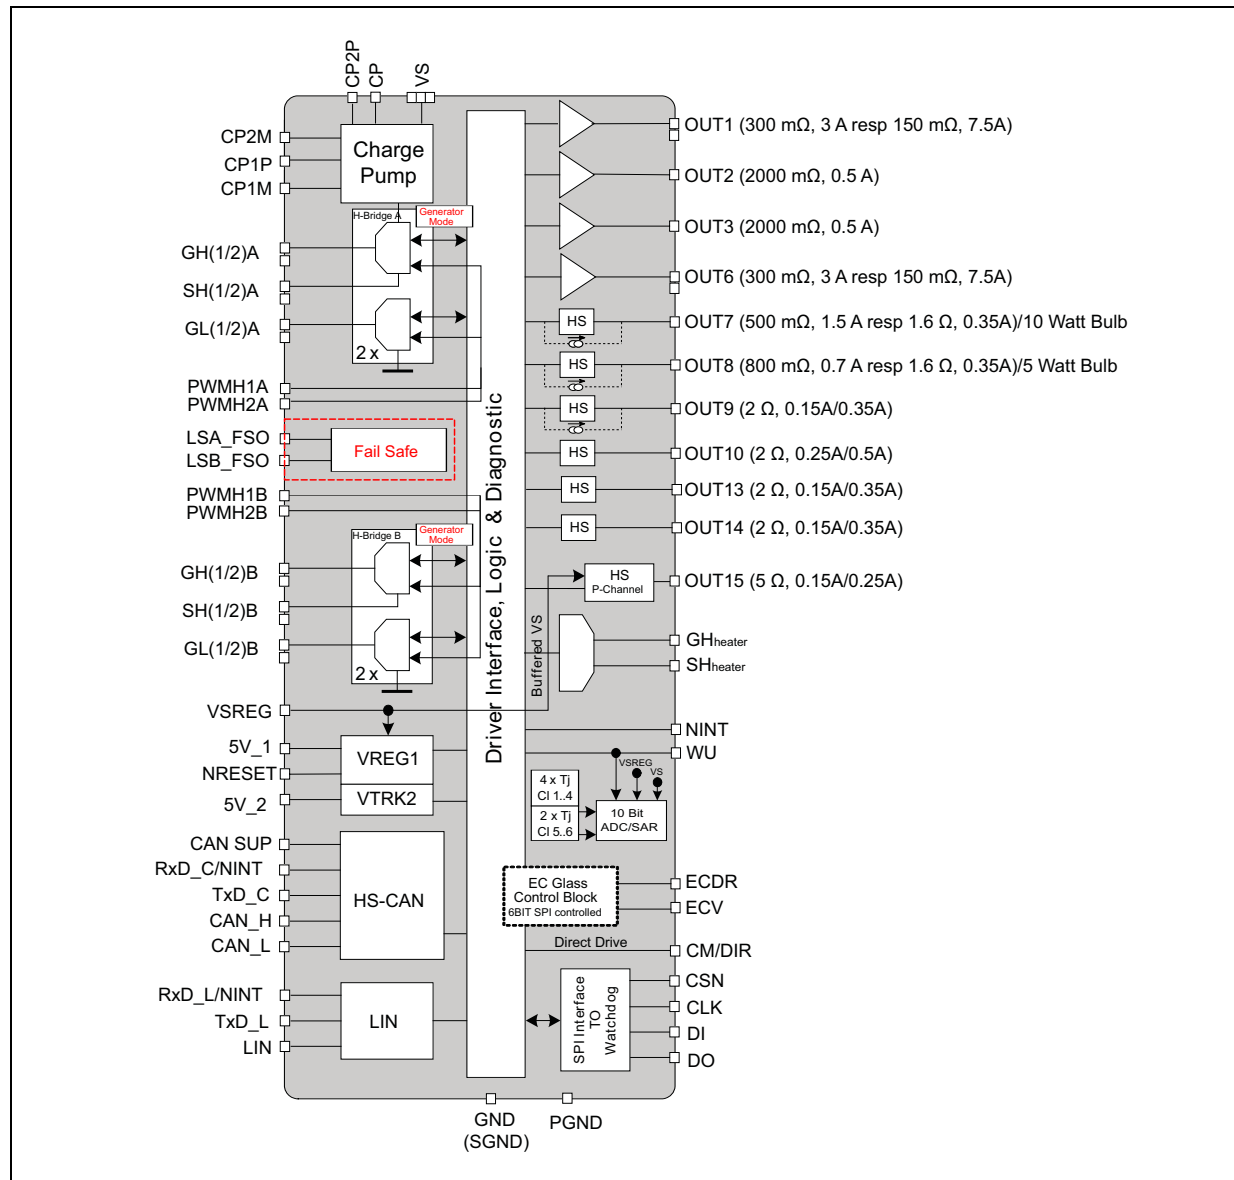 CP2P
CP
VS
CP2M
CP1P
CP1M
Charge
Pump
H-Bridge A
Generator
Mode
GH(1/2)A
SH(1/2)A
GL(1/2)A
2 x
PWMH1A
PWMH2A
LSA_FSO
LSB_FSO
Fail Safe
PWMH1B
PWMH2B
H-Bridge B
Generator
Mode
GH(1/2)B
SH(1/2)B
GL(1/2)B
2 x
VSREG
5V_1
NRESET
5V_2
VREG1
VTRK2
CAN SUP
RxD_C/NINT
TxD_C
CAN_H
CAN_L
HS-CAN
RxD_L/NINT
TxD_L
LIN
LIN
Driver Interface, Logic & Diagnostic
OUT1 (300 mΩ, 3 A resp 150 mΩ, 7.5A)
OUT2 (2000 mΩ, 0.5 A)
OUT3 (2000 mΩ, 0.5 A)
OUT6 (300 mΩ, 3 A resp 150 mΩ, 7.5A)
HS
OUT7 (500 mΩ, 1.5 A resp 1.6 Ω, 0.35A)/10 Watt Bulb
HS
OUT8 (800 mΩ, 0.7 A resp 1.6 Ω, 0.35A)/5 Watt Bulb
HS
OUT9 (2 Ω, 0.15A/0.35A)
HS
OUT10 (2 Ω, 0.25A/0.5A)
HS
OUT13 (2 Ω, 0.15A/0.35A)
HS
OUT14 (2 Ω, 0.15A/0.35A)
HS
P-Channel
OUT15 (5 Ω, 0.15A/0.25A)
Buffered VS
GHheater
SHheater
NINT
WU
VSREG
VS
4 x Tj
Cl 1..4
2 x Tj
Cl 5..6
10 Bit
ADC/SAR
EC Glass
Control Block
6BIT SPI controlled
ECDR
ECV
Direct Drive
CM/DIR
SPI Interface
TO
Watchdog
CSN
CLK
DI
DO
GND
(SGND)
PGND